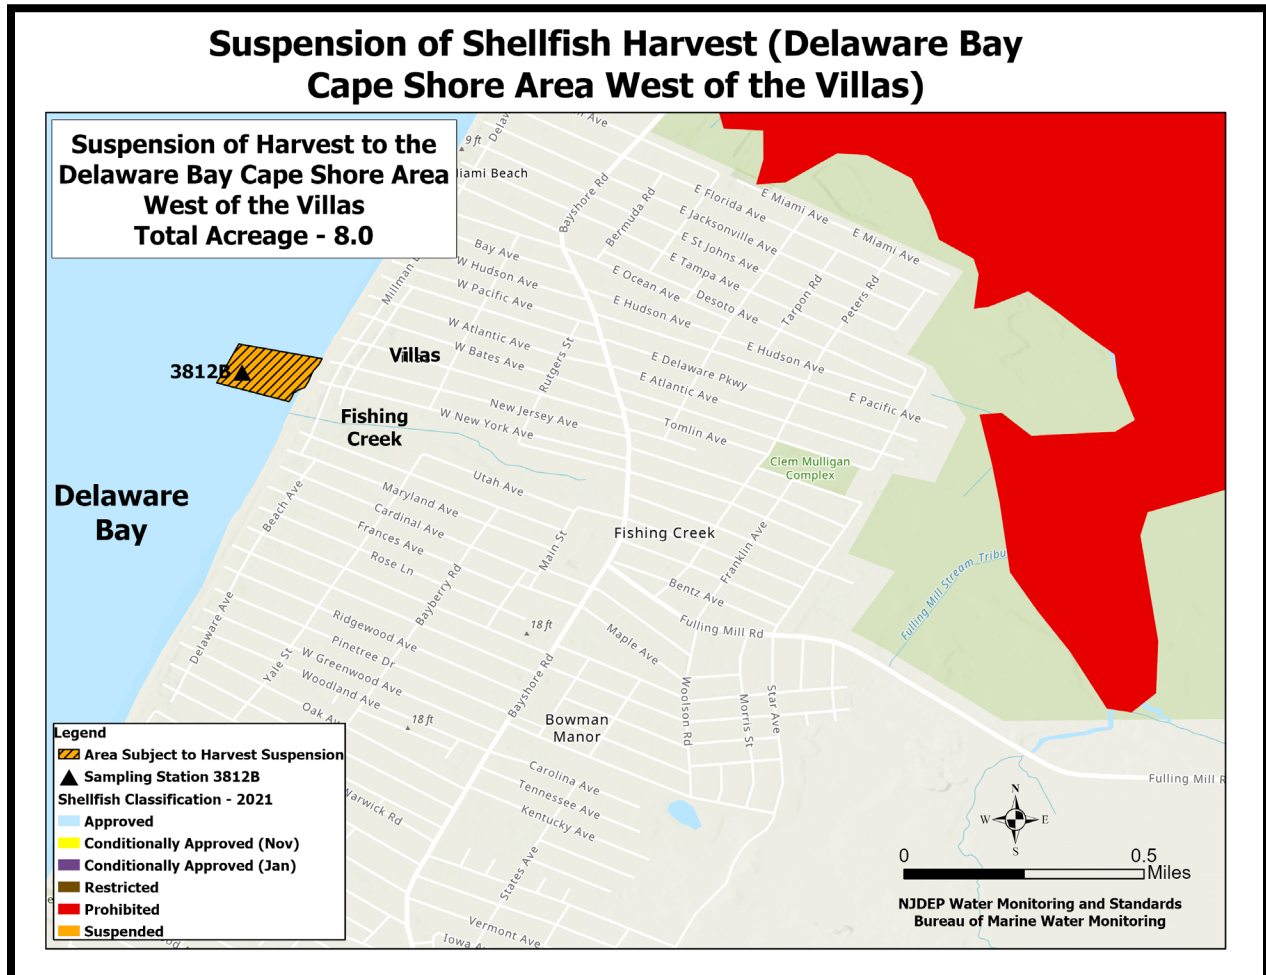 Suspension of Shellfish Harvest (Delaware Bay
Cape Shore Area West of the Villas)
Suspension of Harvest to the
Delaware Bay Cape Shore Area
West of the Villas
Total Acreage - 8.0
9 ft
Miami Beach
Bayshore Rd
Bermuda Rd
E Florida Ave
E Miami Ave
E Jacksonville Ave
E Miami Ave
E St Johns Ave
E Tampa Ave
Bay Ave
W Hudson Ave
W Pacific Ave
Millman
E Ocean Ave
Desoto Ave
Tarpon Rd
Peters Rd
E Hudson Ave
E Hudson Ave
W Atlantic Ave
W Bates Ave
Rutgers St
Villas
3812B
E Delaware Pkwy
E Atlantic Ave
E Pacific Ave
Fishing
Creek
New Jersey Ave
W New York Ave
Tomlin Ave
Clem Mulligan
Complex
Delaware
Bay
Beach Ave
Utah Ave
Maryland Ave
Cardinal Ave
Frances Ave
Rose Ln
Main St
Fishing Creek
Franklin Ave
Bayberry Rd
Bentz Ave
Fulling Mill Stream Tribu
Fulling Mill Rd
Delaware Ave
Ridgewood Ave
18 ft
Maple Ave
Pinetree Dr
W Greenwood Ave
Woodland Ave
Yale St
Bayshore Rd
Woolson Rd
Morris St
Star Ave
Oak
18 ft
Bowman
Manor
Carolina Ave
Tennessee Ave
Kentucky Ave
Warwick Rd
States Ave
Vermont Ave
Iowa
Fulling Mill R
Legend
Area Subject to Harvest Suspension
Sampling Station 3812B
Shellfish Classification - 2021
Approved
Conditionally Approved (Nov)
Conditionally Approved (Jan)
Restricted
Prohibited
Suspended
N
W
E
S
0
0.5
Miles
NJDEP Water Monitoring and Standards
Bureau of Marine Water Monitoring